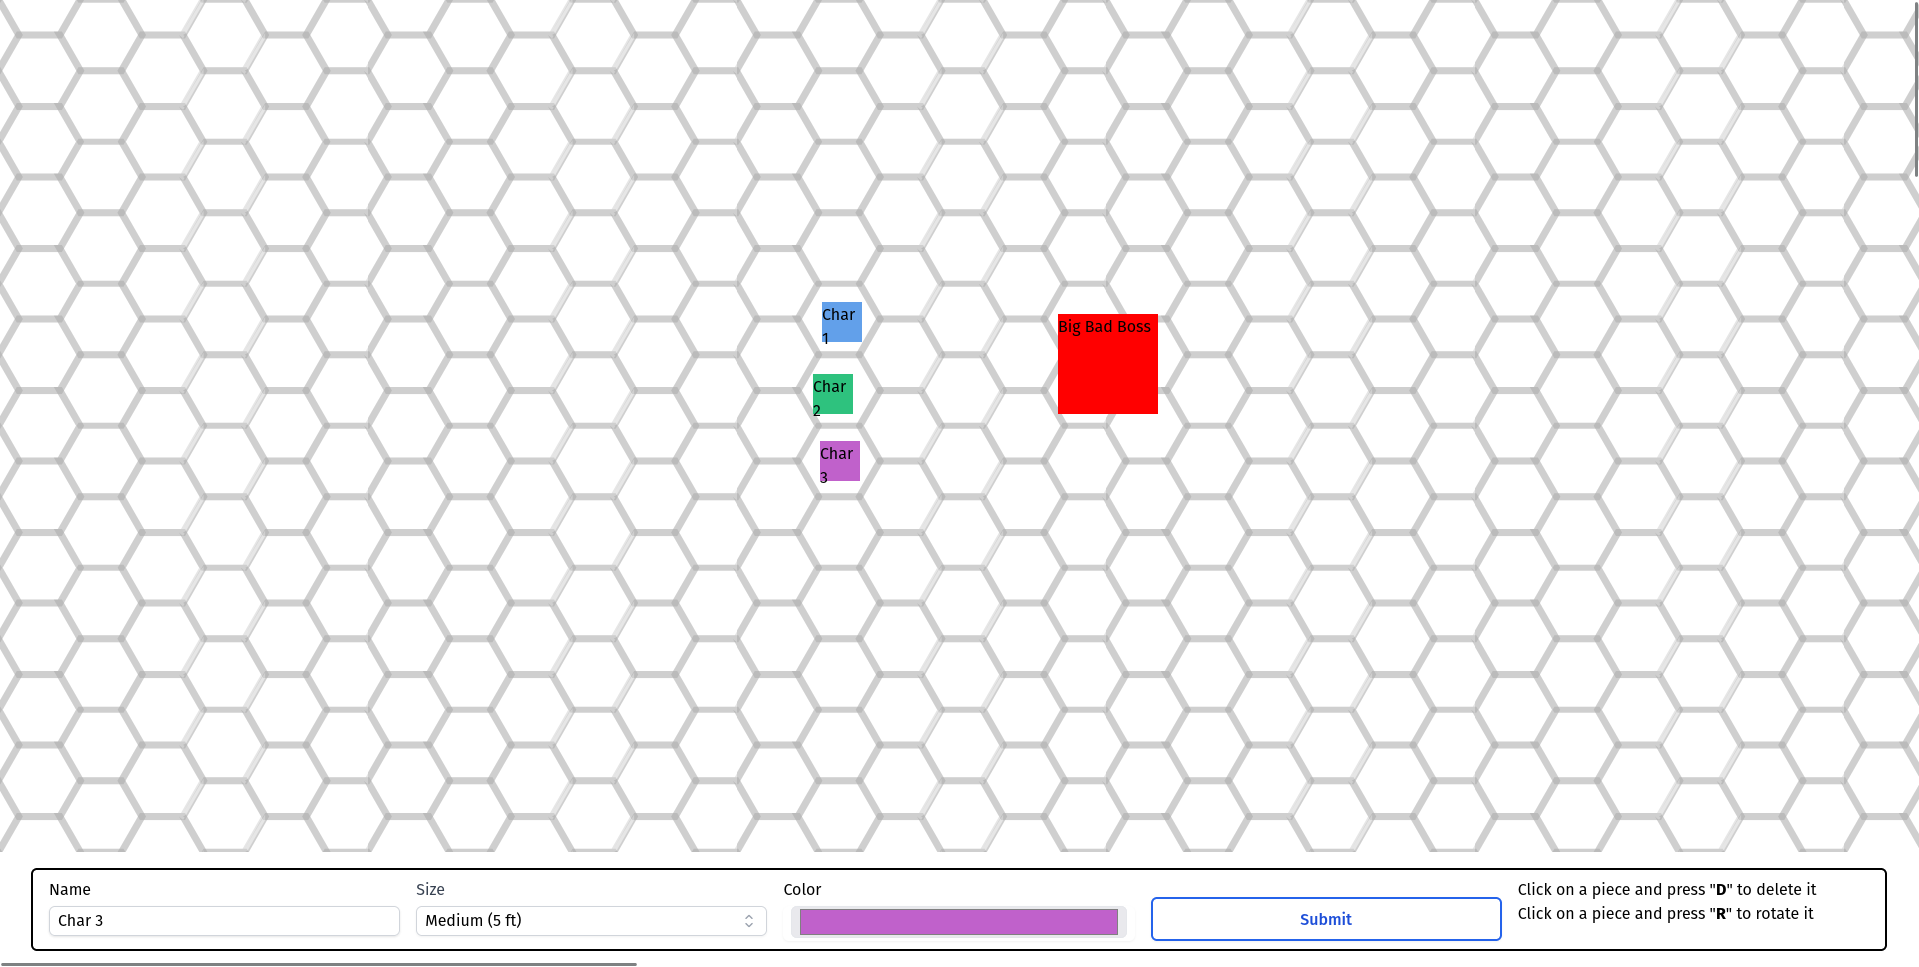 Char
1
Big Bad Boss
Char
2
Char
3
Name
Size
Color
Char 3
Medium (5 ft)
Submit
Click on a piece and press "D" to delete it
Click on a piece and press "R" to rotate it